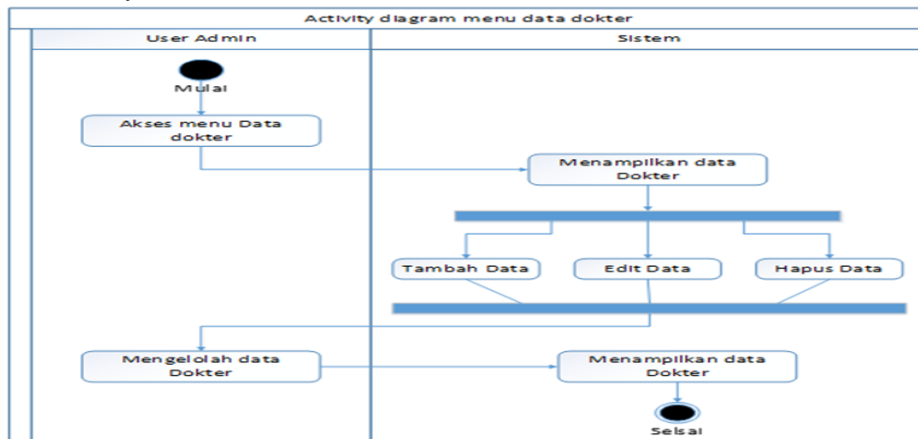 Activity diagram menu data dokter
User Admin
Sistem
Mulai
Akses menu Data
dokter
Menampilkan data
Dokter
Tambah Data
Edit Data
Hapus Data
Mengelolah data
Dokter
Menampilkan data
Dokter
Selsai